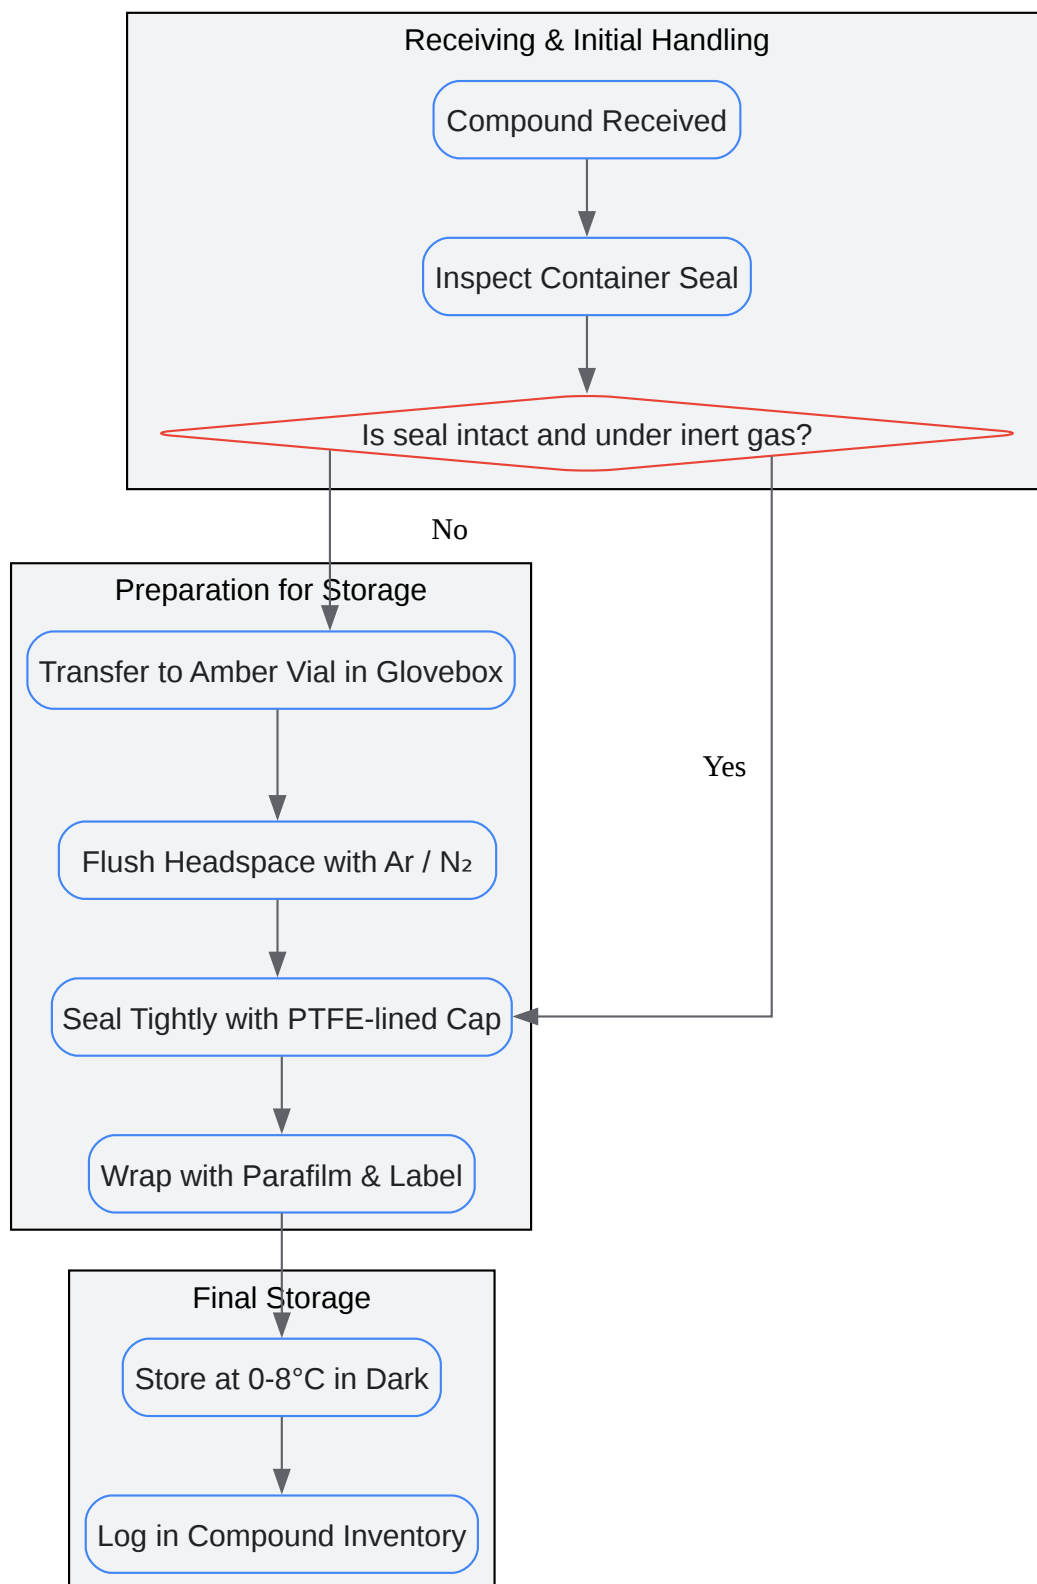 Receiving & Initial Handling
Compound Received
Inspect Container Seal
Is seal intact and under inert gas?
No
Preparation for Storage
Transfer to Amber Vial in Glovebox
Yes
Flush Headspace with Ar / N₂
Seal Tightly with PTFE-lined Cap
Wrap with Parafilm & Label
Final Storage
Store at 0-8°C in Dark
Log in Compound Inventory